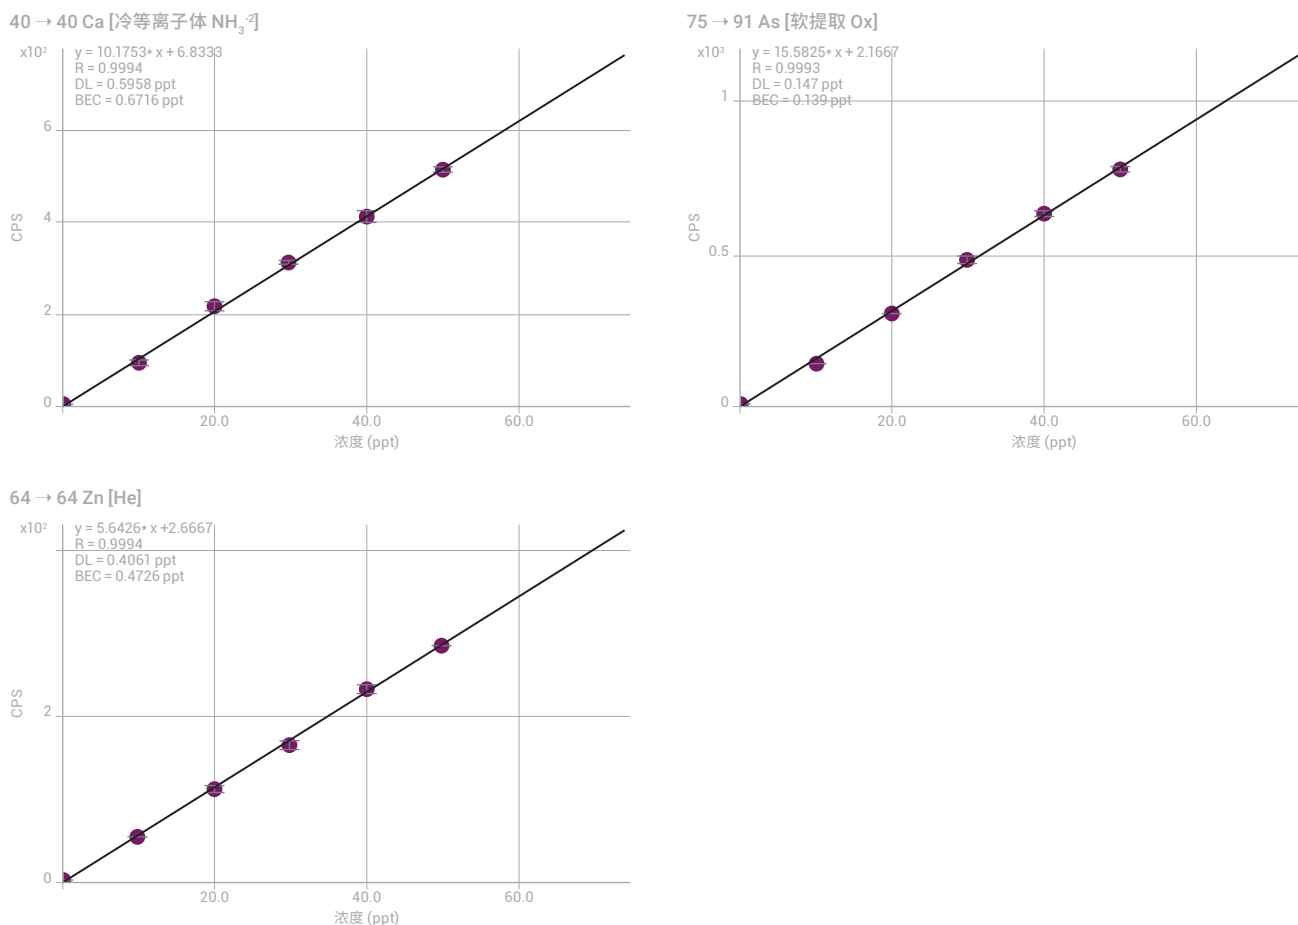 40 → 40 Ca [冷等离子体 NH₃⁻²]
x10²
y = 10.1753* x + 6.8333
R = 0.9994
DL = 0.5958 ppt
BEC = 0.6716 ppt
6
4
2
0
CPS
20.0 40.0 60.0
浓度 (ppt)
75 → 91 As [软提取 Ox]
x10³
y = 15.5825* x + 2.1667
R = 0.9993
DL = 0.147 ppt
BEC = 0.139 ppt
1
0.5
0
CPS
20.0 40.0 60.0
浓度 (ppt)
64 → 64 Zn [He]
x10²
y = 5.6426* x +2.6667
R = 0.9994
DL = 0.4061 ppt
BEC = 0.4726 ppt
2
0
CPS
20.0 40.0 60.0
浓度 (ppt)